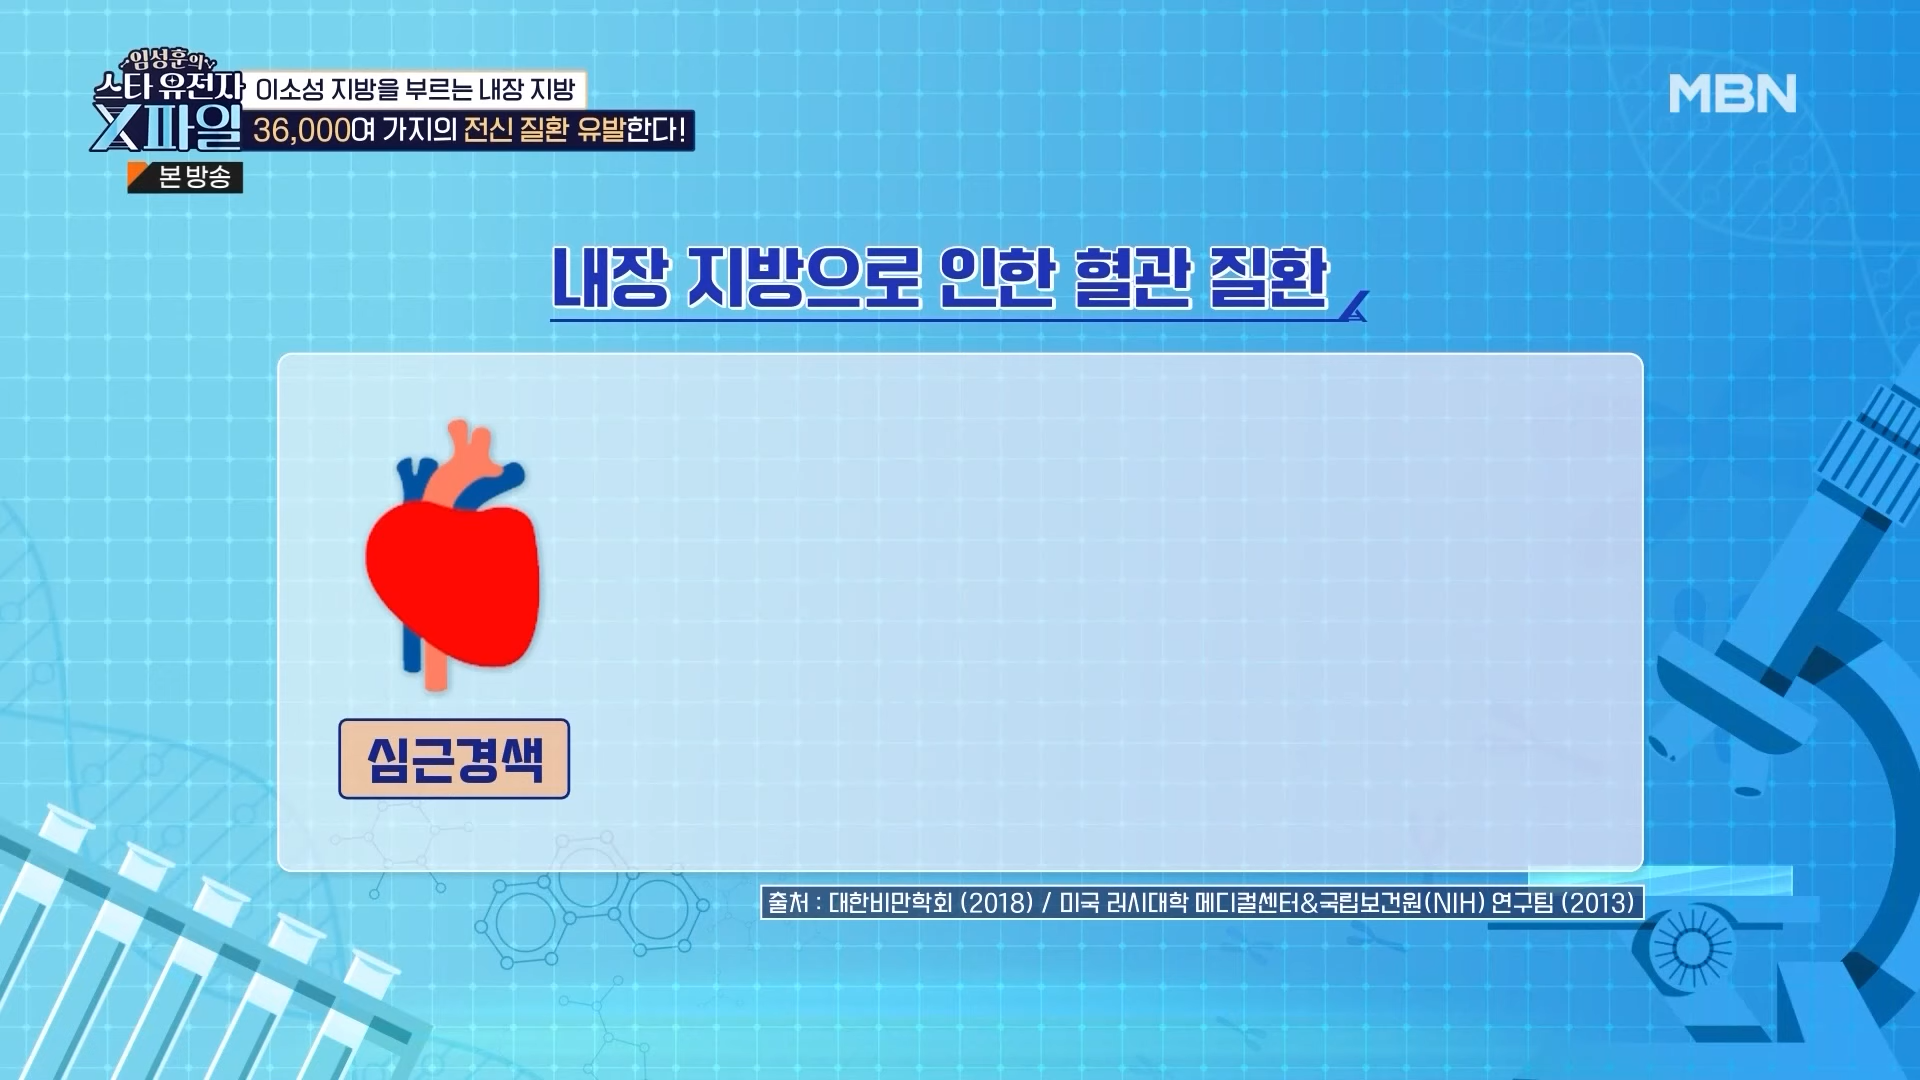 임성훈의
스타 유전자
X파일
이소성 지방을 부르는 내장 지방
36,000여 가지의 전신 질환 유발한다!
본 방송
MBN
내장 지방으로 인한 혈관 질환
심근경색
출처 : 대한비만학회 (2018) / 미국 러시대학 메디컬센터&국립보건원(NIH) 연구팀 (2013)